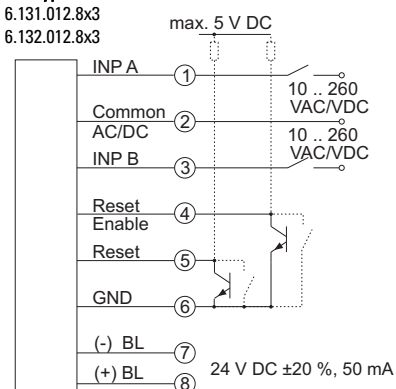 6.131.012.8x3
6.132.012.8x3
max. 5 V DC
INP A
1
10 .. 260
VAC/VDC
Common
AC/DC
2
10 .. 260
VAC/VDC
INP B
3
Reset
Enable
4
Reset
5
GND
6
(-) BL
7
24 V DC ±20 %, 50 mA
(+) BL
8